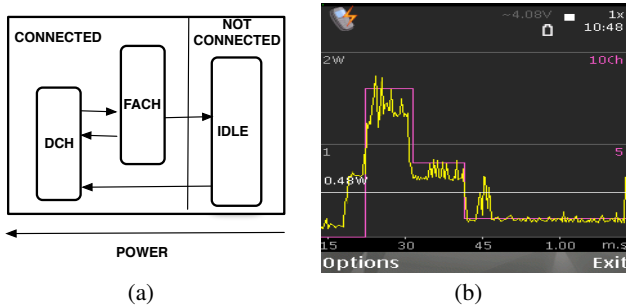 CONNECTED
NOT
CONNECTED
DCH
FACH
IDLE
POWER
(a)
~4.08V
1x
10:48
2W
10Ch
1
5
0.48W
15
30
45
1.00
m.s
Options
Exit
(b)